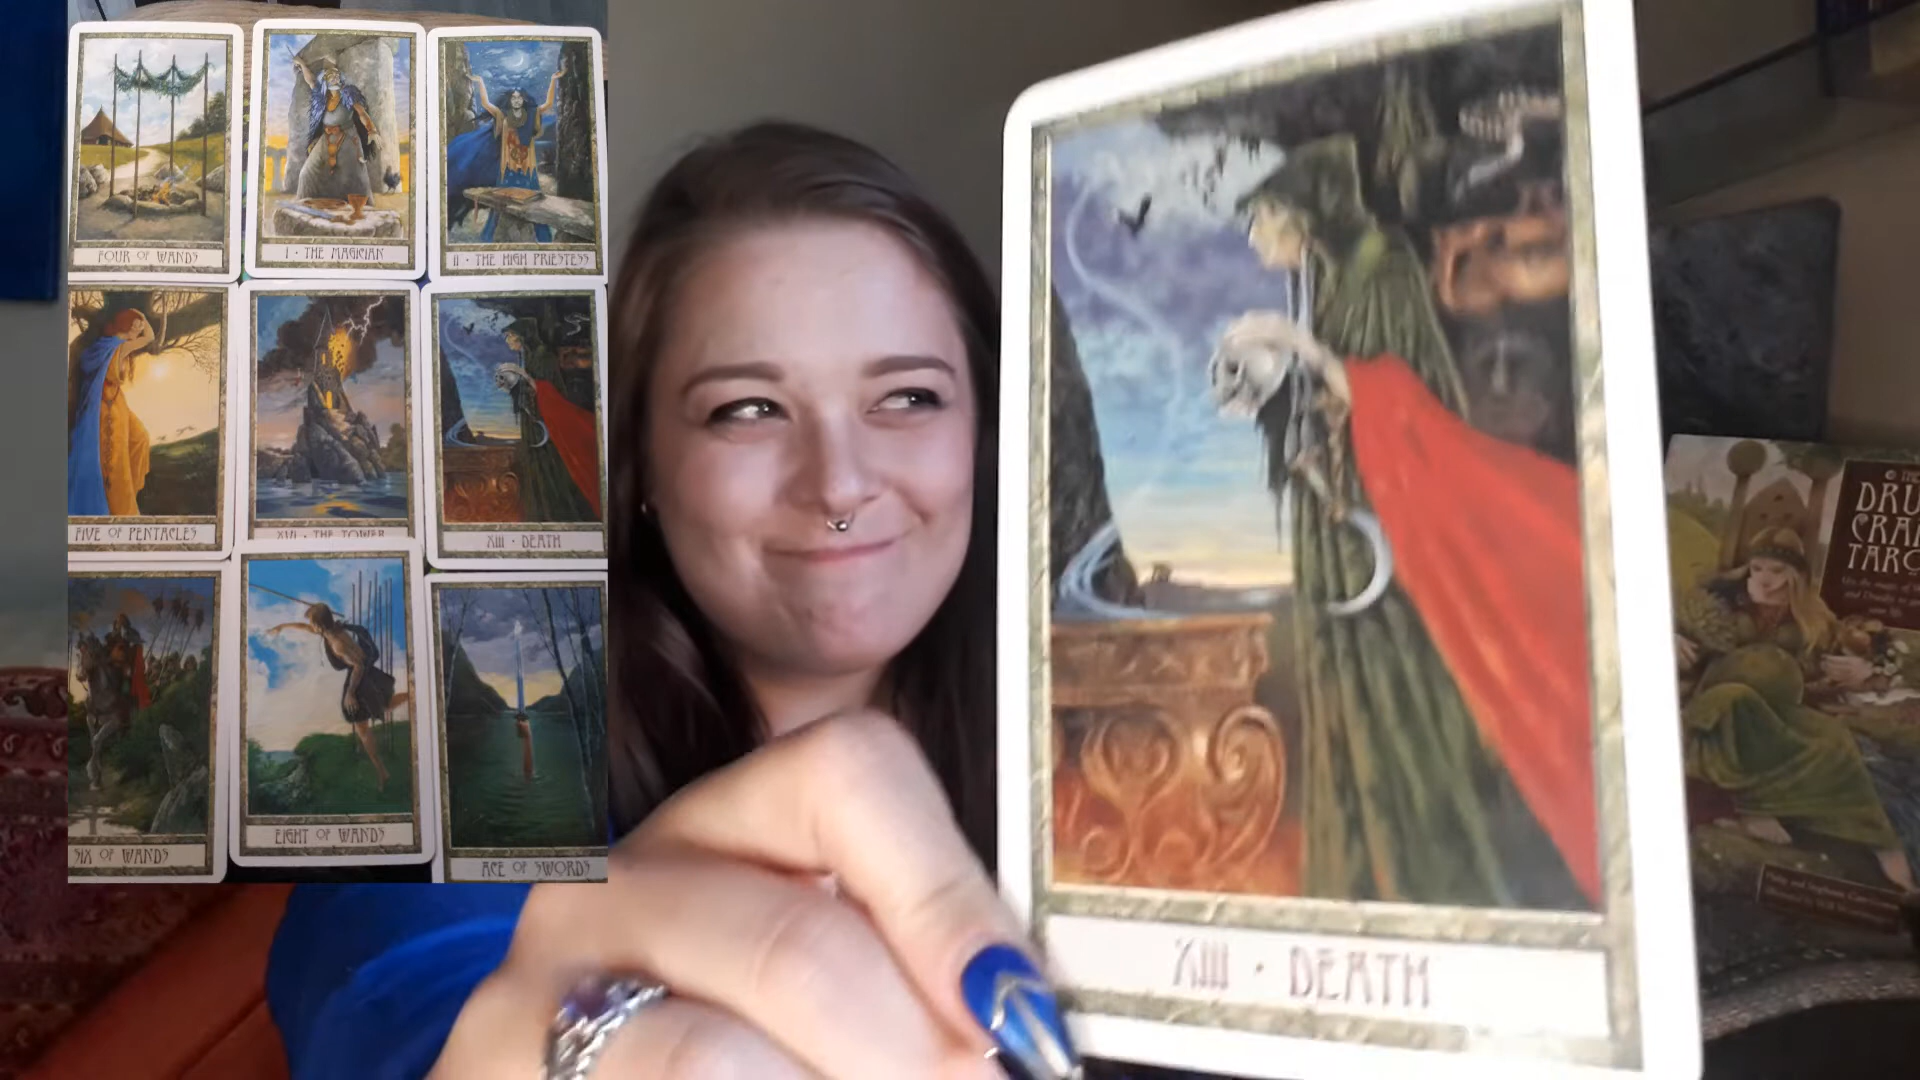 FOUR OF WANDS
I · THE MAGICIAN
II · THE HIGH PRIESTESS
FIVE OF PENTACLES
XVI · THE TOWER
XIII · DEATH
SIX OF WANDS
EIGHT OF WANDS
ACE OF SWORDS
XIII · DEATH
DRU
CRA
TARO